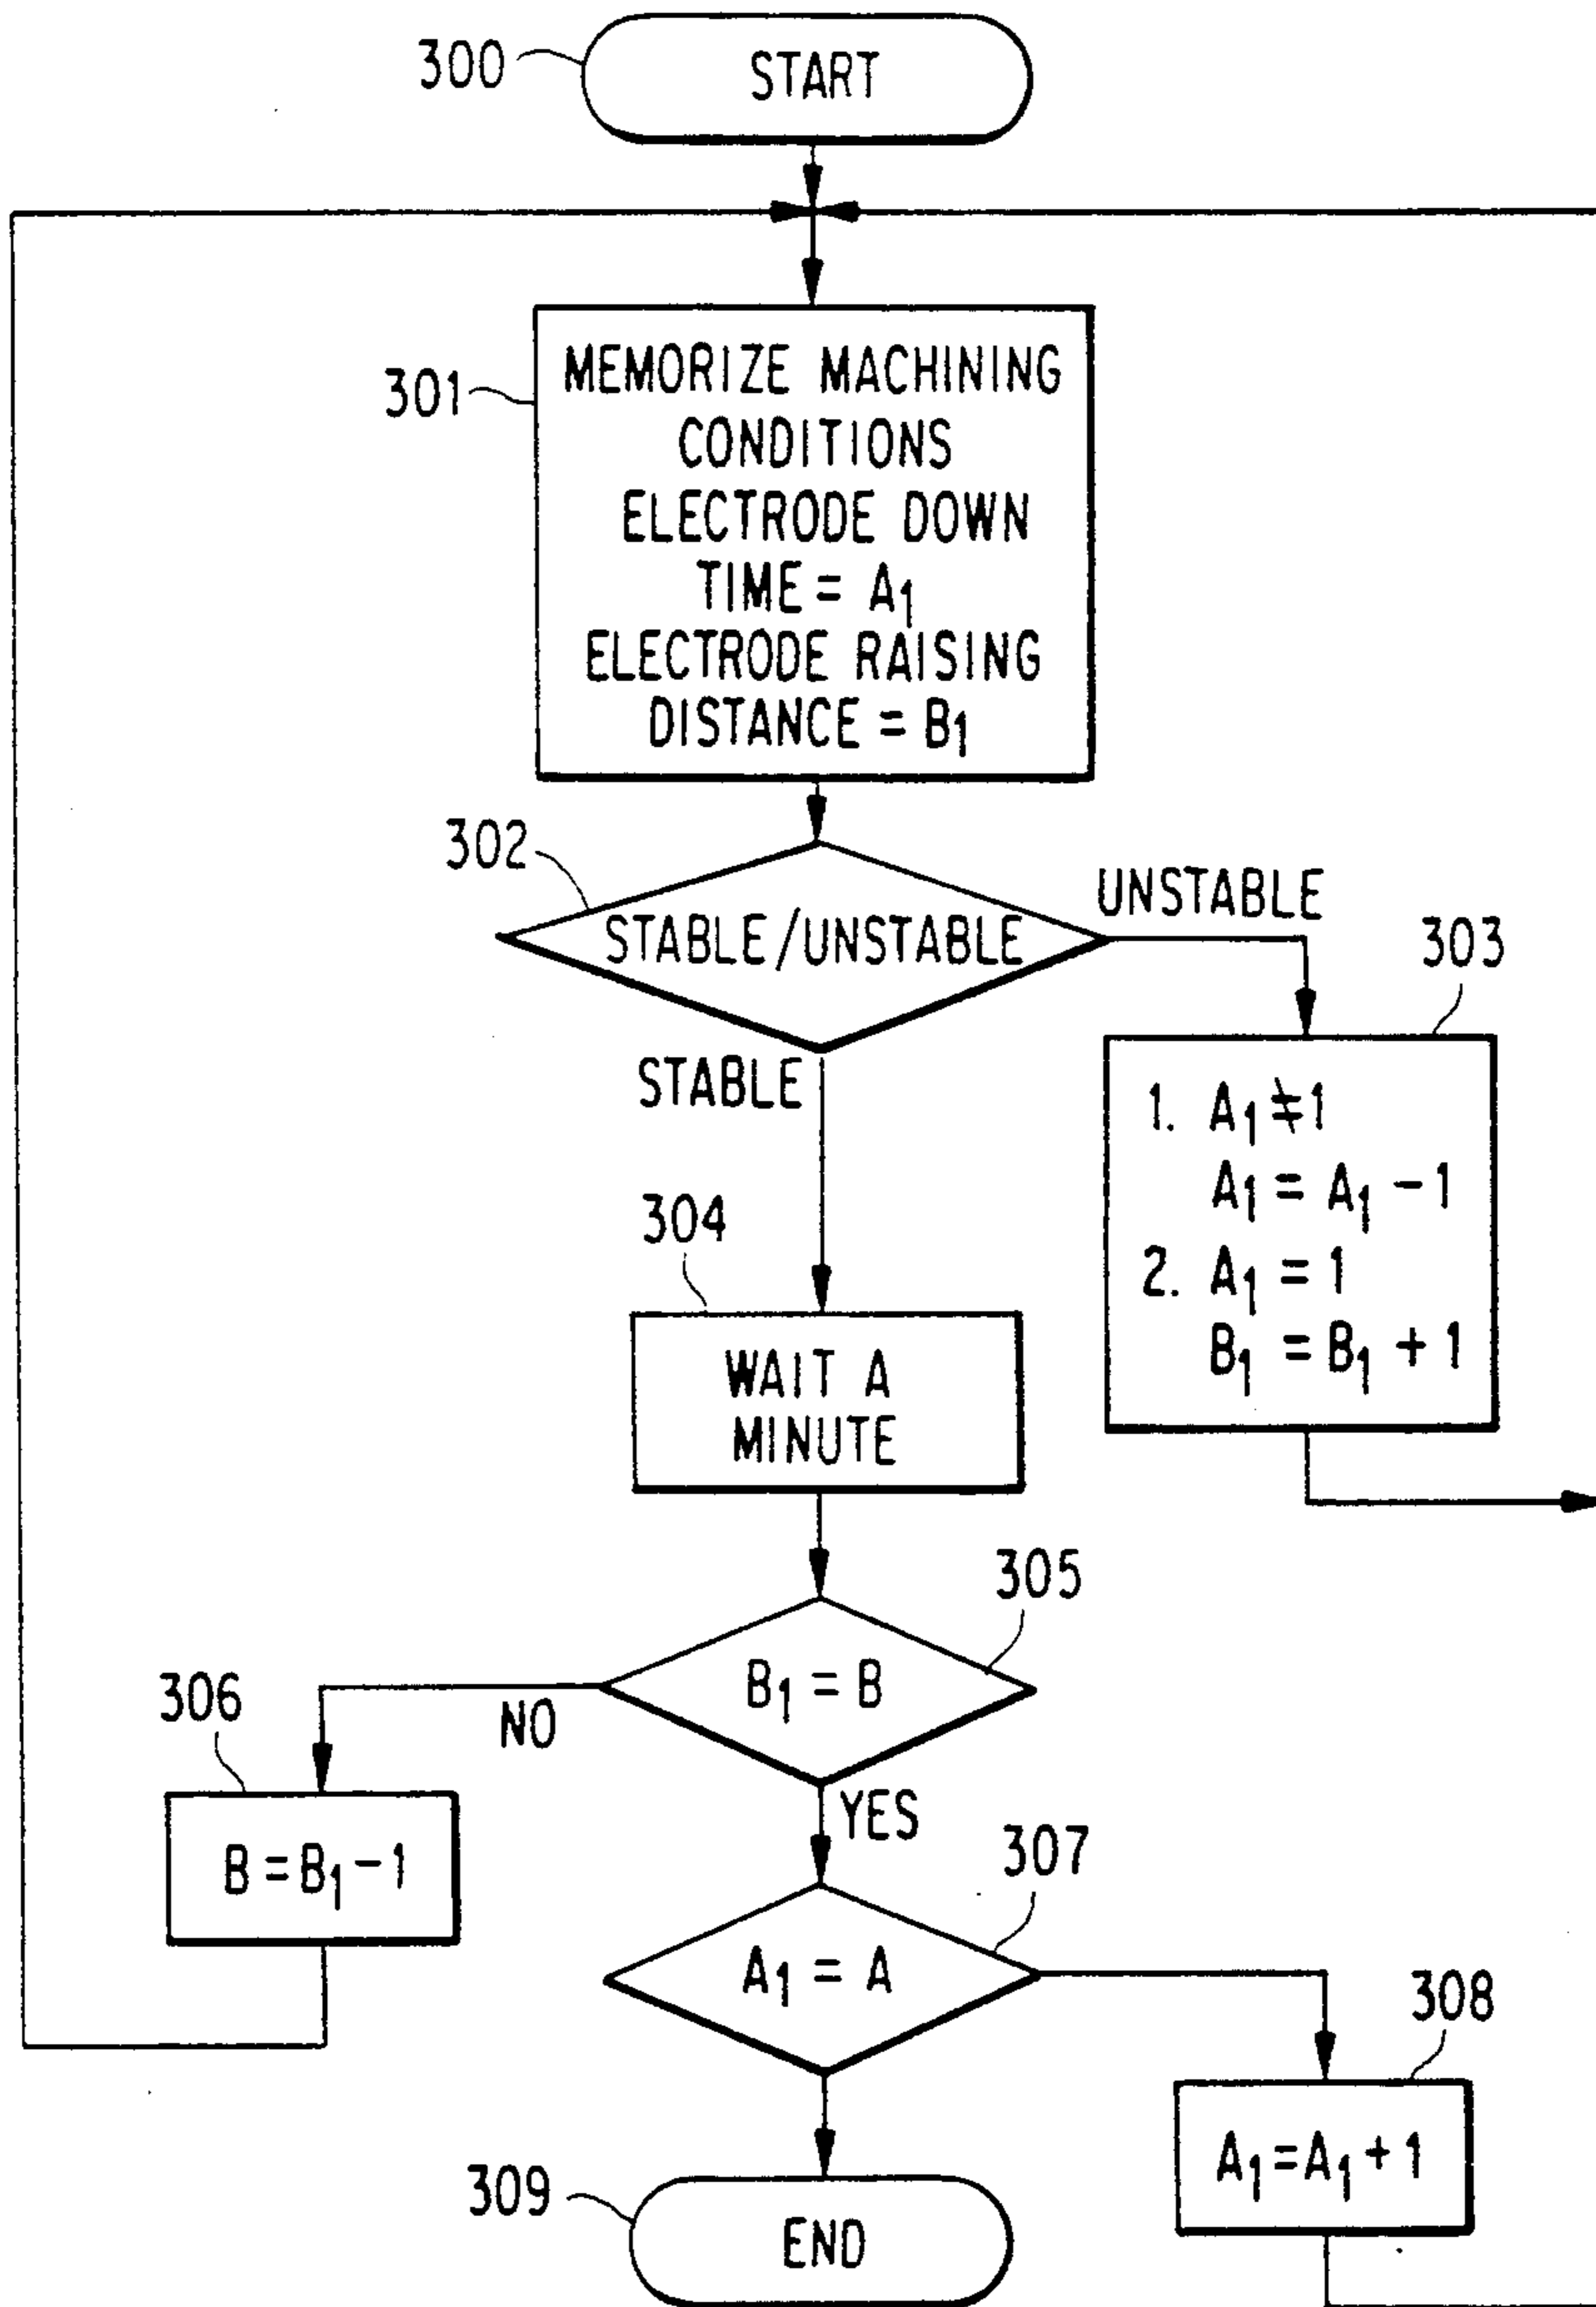 300
START
301
MEMORIZE MACHINING
CONDITIONS
ELECTRODE DOWN
TIME = A1
ELECTRODE RAISING
DISTANCE = B1
302
STABLE/UNSTABLE
UNSTABLE
STABLE
303
1. A1 ≠ 1
A1 = A1 - 1
2. A1 = 1
B1 = B1 + 1
304
WAIT A
MINUTE
305
B1 = B
NO
YES
306
B = B1 - 1
307
A1 = A
308
A1 = A1 + 1
309
END